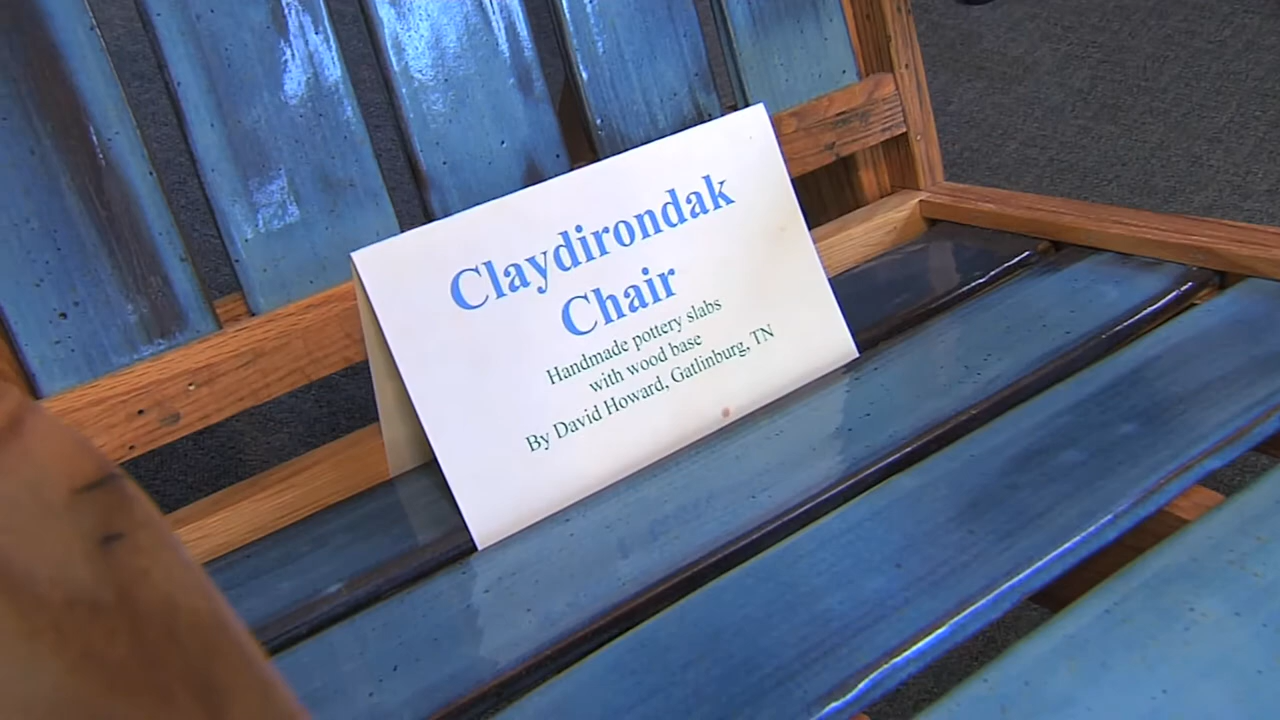 Claydirondak
Chair
Handmade pottery slabs
with wood base
By David Howard, Gatlinburg, TN